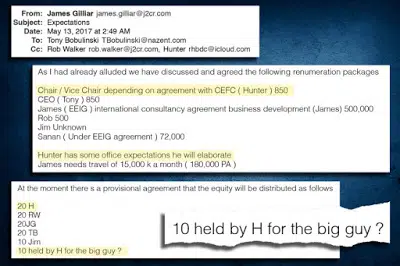 From: James Gilliar james.gilliar@j2cr.com,
Subject: Expectations
Date: May 13, 2017 at 2:49 AM
To: Tony Bobulinski TBobulinski@nazent.com,
Cc: Rob Walker rob.walker@j2cr.com, Hunter rhbdc@icloud.com
As I had already alluded we have discussed and agreed the following renumeration packages
Chair / Vice Chair depending on agreement with CEFC ( Hunter ) 850
CEO ( Tony ) 850
James ( EEIG ) international consultancy agreement business development (James) 500,000
Rob 500
Jim Unknown
Sanan ( Under EEIG agreement ) 72,000
Hunter has some office expectations he will elaborate
James needs travel of 15,000 k a month ( 180,000 PA )
At the moment there s a provisional agreement that the equity will be distributed as follows
20 H
20 RW
20JG
20 TB
10 Jim
10 held by H for the big guy ?
10 held by H for the big guy ?